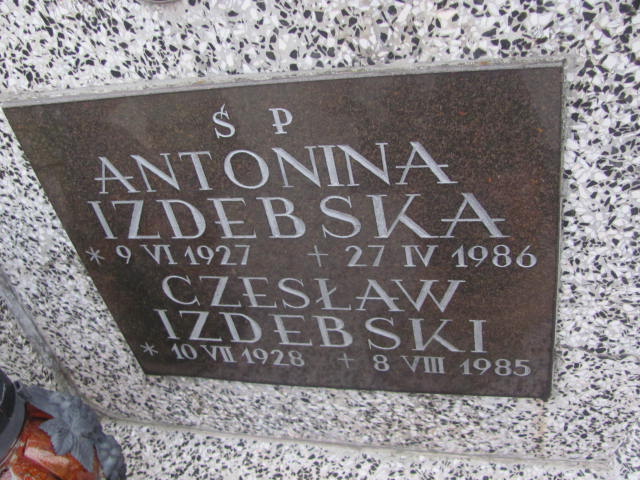 Ś P
ANTONINA
IZDEBSKA
* 9 VI 1927 + 27 IV 1986
CZESŁAW
IZDEBSKI
* 10 VII 1928 + 8 VIII 1985